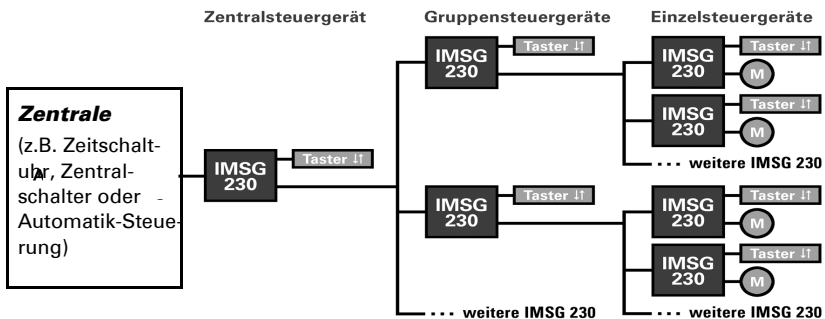 Zentralsteuergerät
Gruppensteuergeräte
Einzelsteuergeräte
Zentrale
(z.B. Zeitschalt-
uhr, Zentral-
schalter oder
Automatik-Steue-
rung)
IMSG
230
Taster ↓↑
IMSG
230
Taster ↓↑
IMSG
230
Taster ↓↑
M
IMSG
230
Taster ↓↑
M
weitere IMSG 230
IMSG
230
Taster ↓↑
IMSG
230
Taster ↓↑
M
IMSG
230
Taster ↓↑
M
weitere IMSG 230
weitere IMSG 230